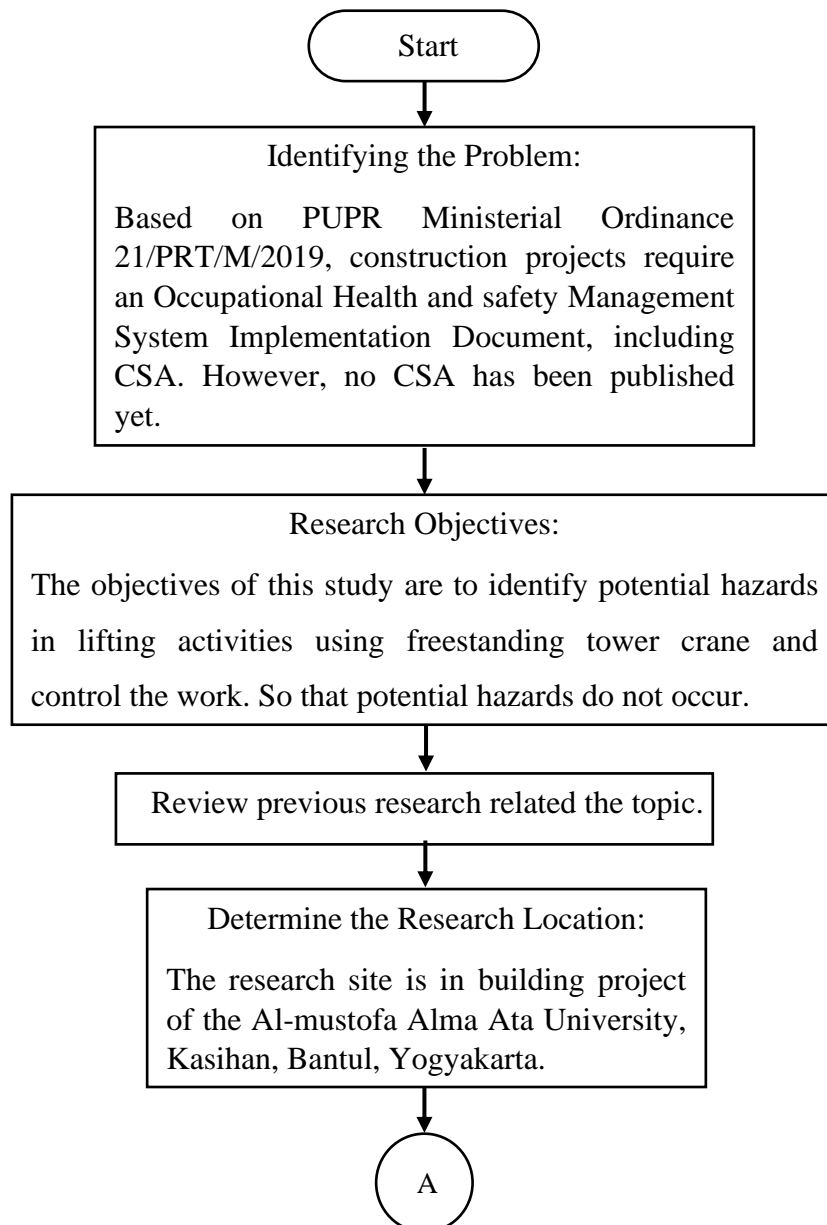 Start
Identifying the Problem:
Based on PUPR Ministerial Ordinance
21/PRT/M/2019, construction projects require
an Occupational Health and safety Management
System Implementation Document, including
CSA. However, no CSA has been published
yet.
Research Objectives:
The objectives of this study are to identify potential hazards
in lifting activities using freestanding tower crane and
control the work. So that potential hazards do not occur.
Review previous research related the topic.
Determine the Research Location:
The research site is in building project
of the Al-mustofa Alma Ata University,
Kasihan, Bantul, Yogyakarta.
A